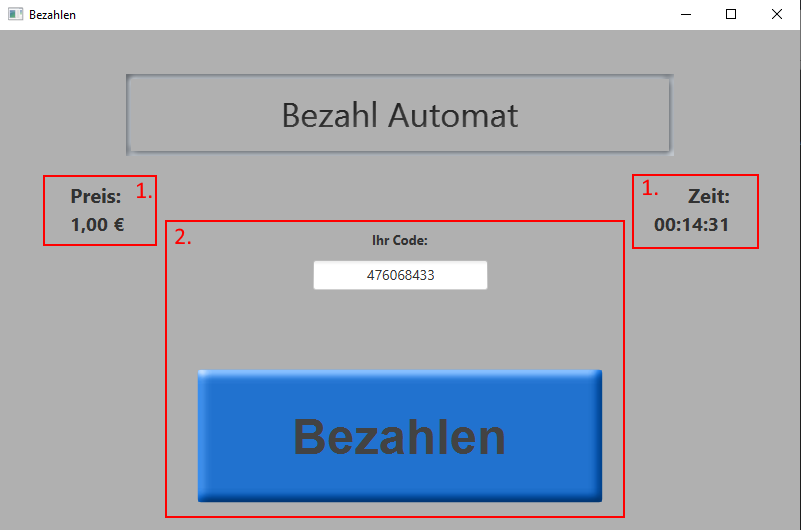 Bezahlen
Bezahl Automat
Preis: 1.
1,00 €
1. Zeit:
00:14:31
2.
Ihr Code:
476068433
Bezahlen